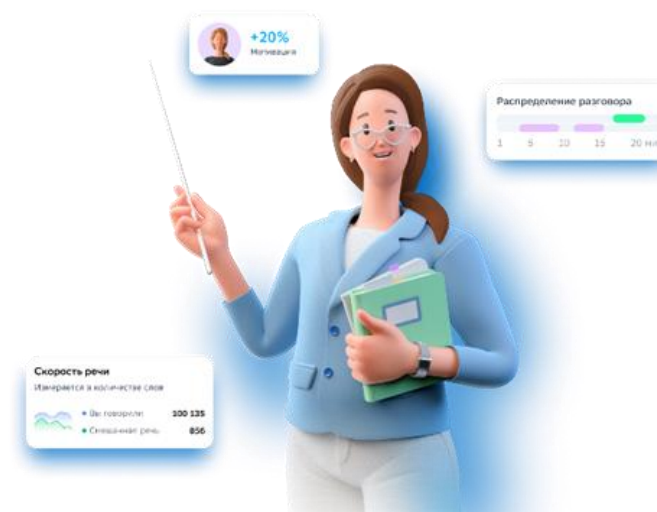 +20%
Мотивация
Распределение разговора
1 5 10 15 20 мин
Скорость речи
Измеряется в количестве слов
Вы говорили 100 135
Смешанная речь 856